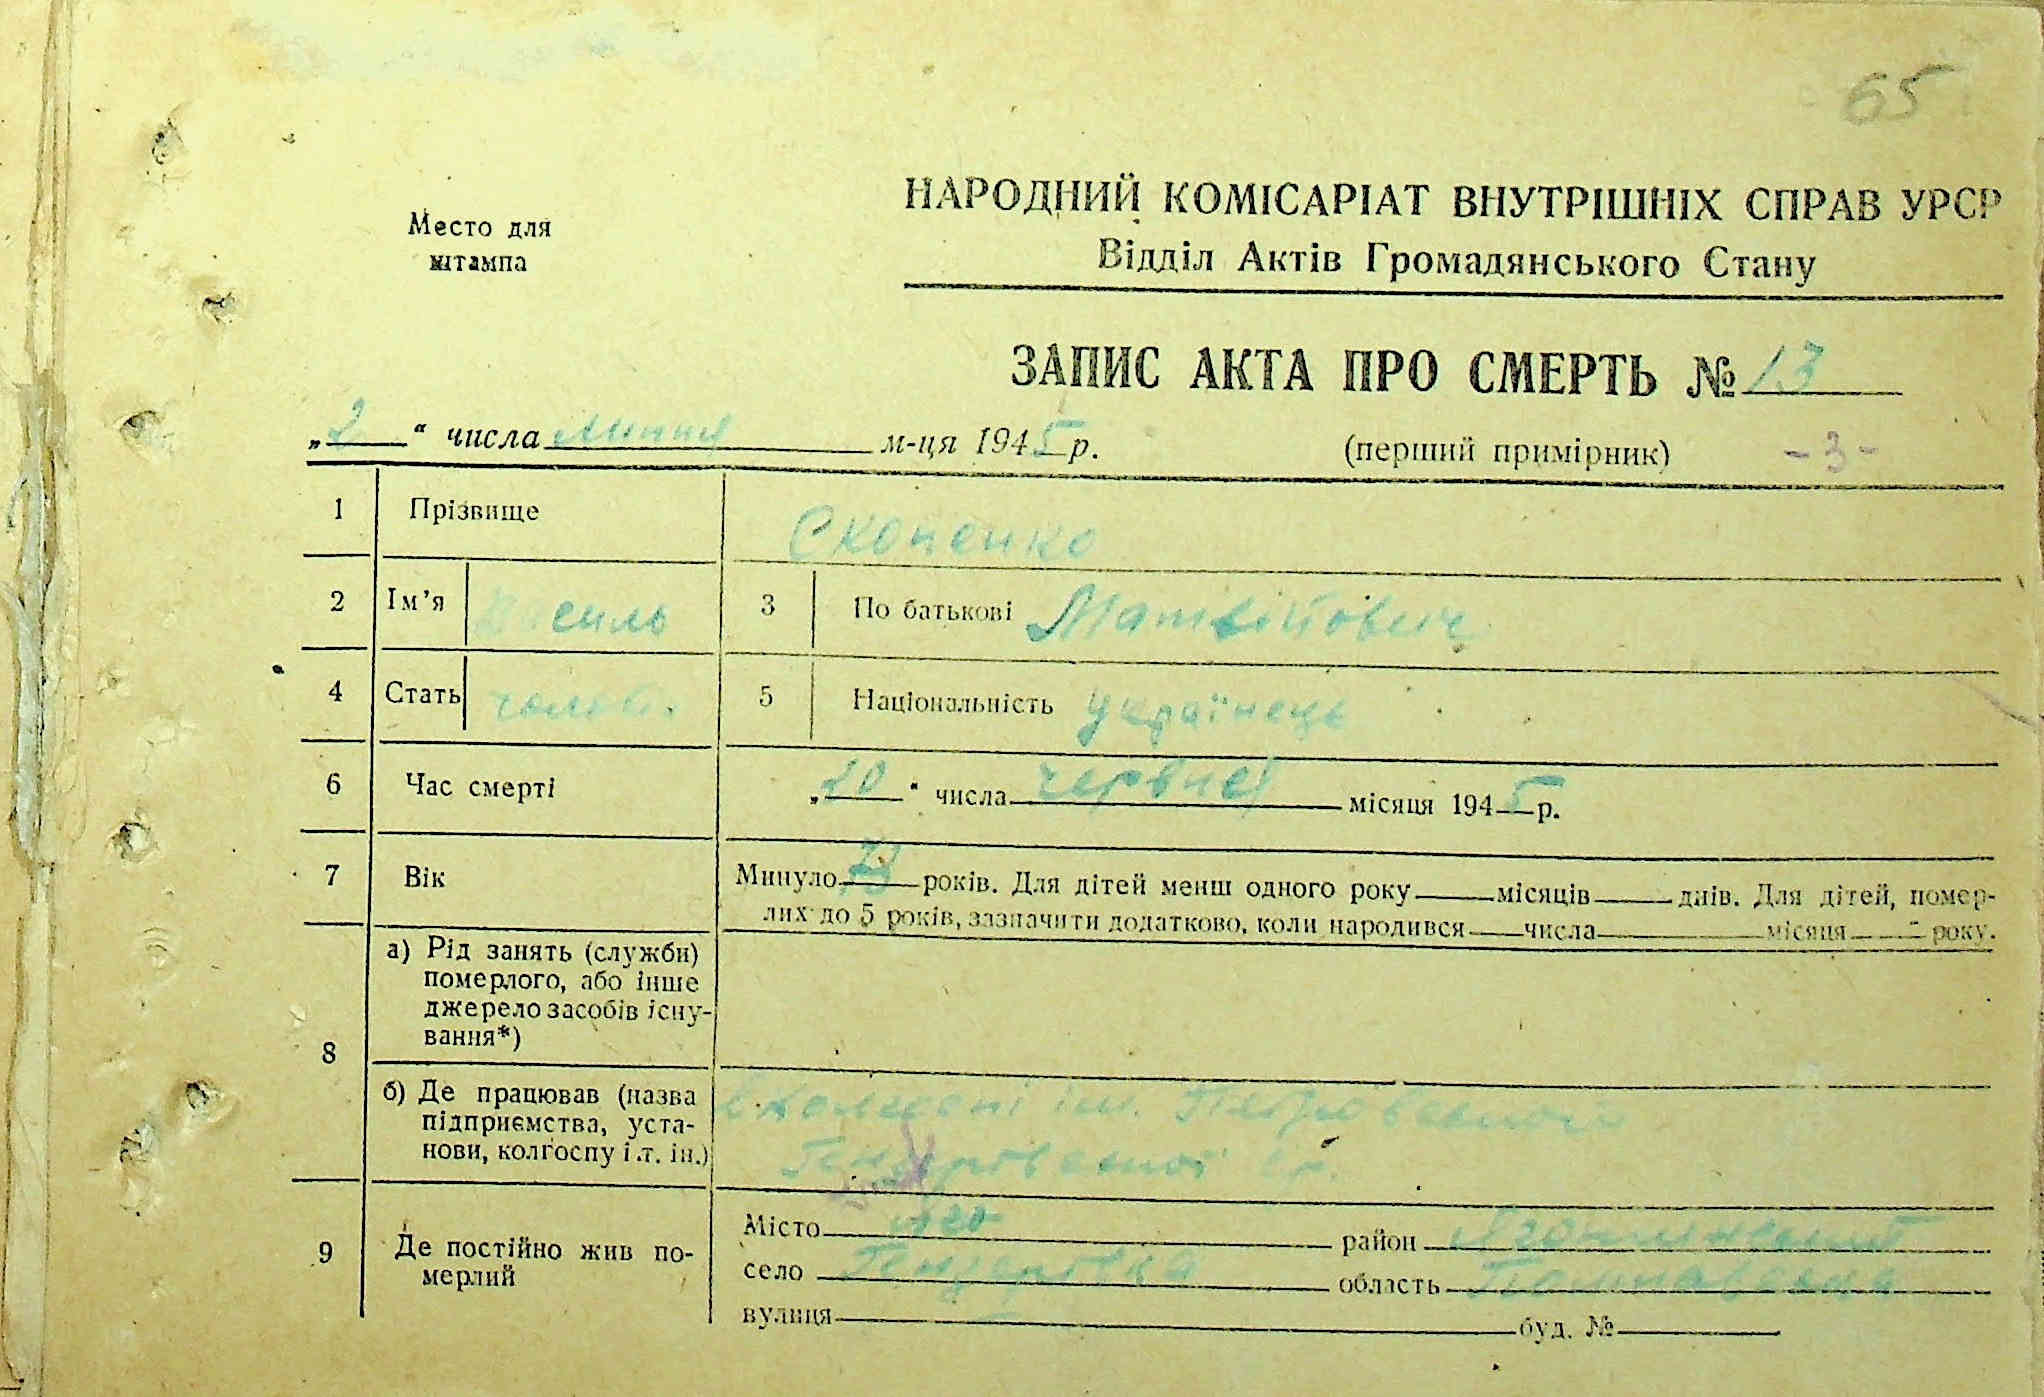 65
Место для
штампа
НАРОДНИЙ КОМІСАРІАТ ВНУТРІШНІХ СПРАВ УРСР
Відділ Актів Громадянського Стану
ЗАПИС АКТА ПРО СМЕРТЬ № 13
„2“ числа липня м-ця 1945 р.
(перший примірник) -3-
1 Прізвище Скопенко
2 Ім’я Василь 3 По батькові Матвійович
4 Стать чолов. 5 Національність українець
6 Час смерті „20“ числа червня місяця 1945 р.
7 Вік Минуло років. Для дітей менш одного року місяців днів. Для дітей, помер-
лих до 5 років, зазначити додатково, коли народився числа місяця року.
8
а) Рід занять (служби)
померлого, або інше
джерело засобів існу-
вання*)
б) Де працював (назва
підприємства, уста-
нови, колгоспу і т. ін.)
в колгоспі ім. Петровського
9 Де постійно жив по-
мерлий
Місто район
село область Полтавська
вулиця буд. №